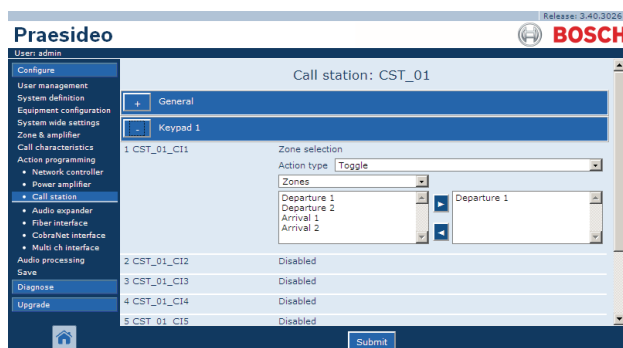 Release: 3.40.3026
Praesideo
BOSCH
User: admin
Configure
User management
System definition
Equipment configuration
System wide settings
Zone & amplifier
Call characteristics
Action programming
• Network controller
• Power amplifier
• Call station
• Audio expander
• Fiber interface
• CobraNet interface
• Multi ch interface
Audio processing
Save
Diagnose
Upgrade
Call station: CST_01
+ General
- Keypad 1
1 CST_01_CI1 Zone selection
Action type Toggle
Zones
Departure 1
Departure 2
Arrival 1
Arrival 2
Departure 1
2 CST_01_CI2 Disabled
3 CST_01_CI3 Disabled
4 CST_01_CI4 Disabled
5 CST_01_CI5 Disabled
Submit